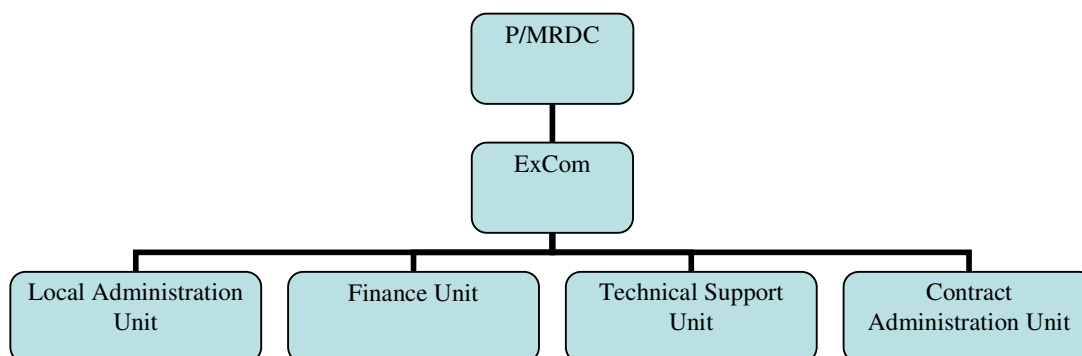 P/MRDC
ExCom
Local Administration
Unit
Finance Unit
Technical Support
Unit
Contract
Administration Unit